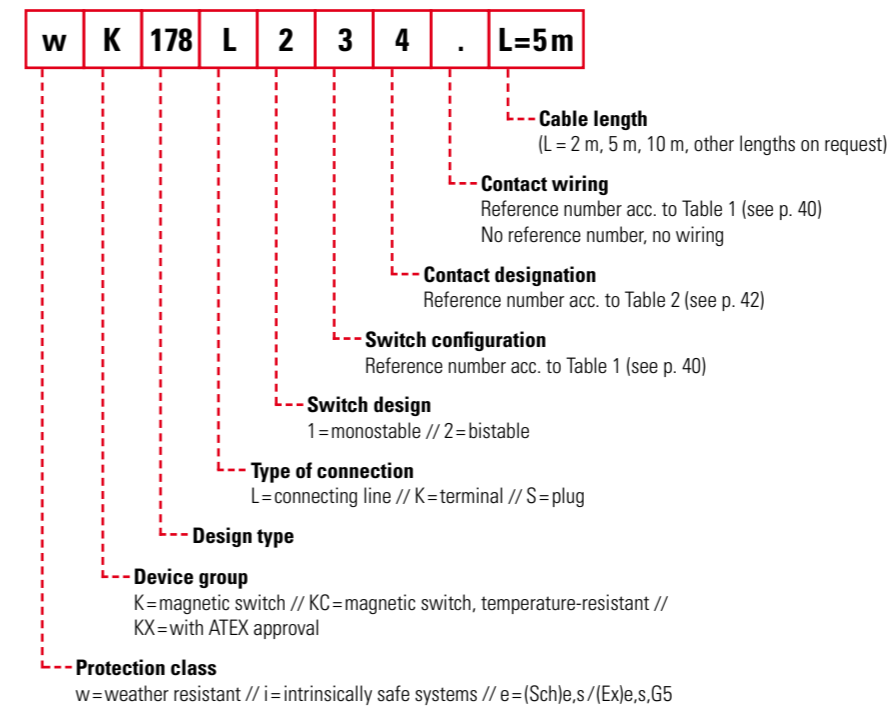 w K 178 L 2 3 4 . L=5m
Cable length
(L = 2 m, 5 m, 10 m, other lengths on request)
Contact wiring
Reference number acc. to Table 1 (see p. 40)
No reference number, no wiring
Contact designation
Reference number acc. to Table 2 (see p. 42)
Switch configuration
Reference number acc. to Table 1 (see p. 40)
Switch design
1=monostable // 2=bistable
Type of connection
L=connecting line // K=terminal // S=plug
Design type
Device group
K=magnetic switch // KC=magnetic switch, temperature-resistant //
KX=with ATEX approval
Protection class
w=weather resistant // i=intrinsically safe systems // e=(Sch)e,s/(Ex)e,s,G5